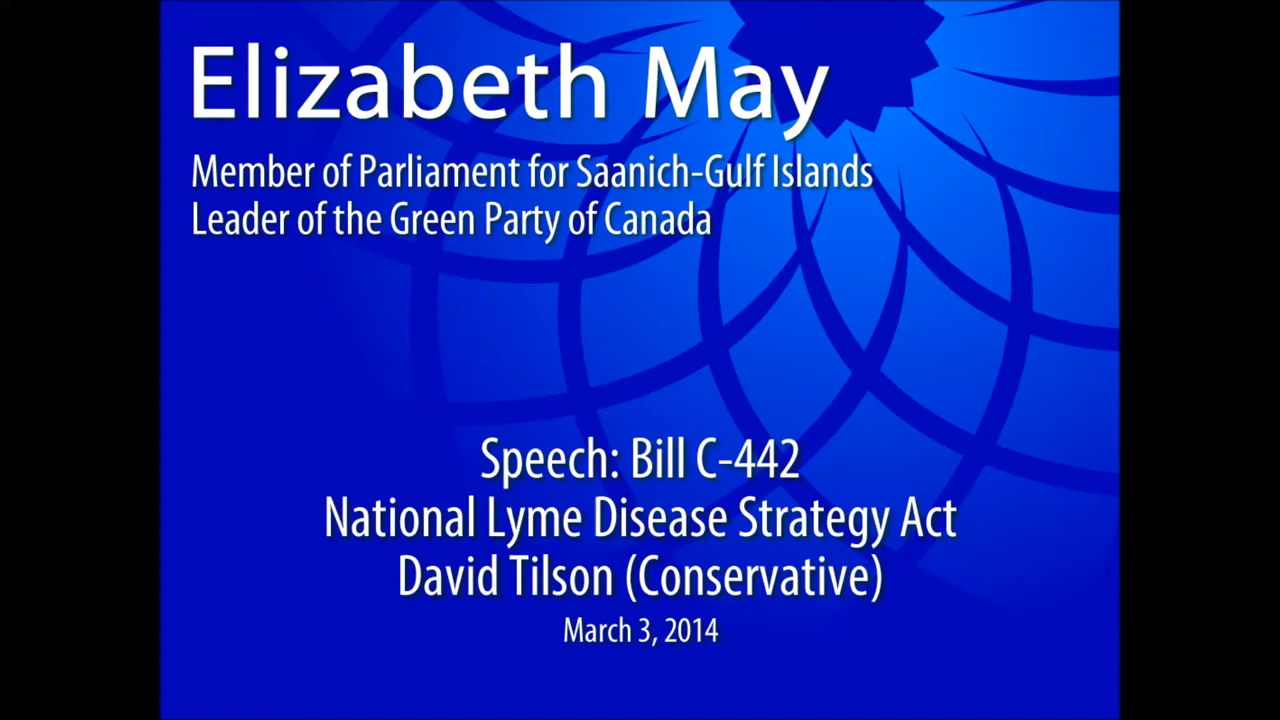 Elizabeth May
Member of Parliament for Saanich-Gulf Islands
Leader of the Green Party of Canada
Speech: Bill C-442
National Lyme Disease Strategy Act
David Tilson (Conservative)
March 3, 2014